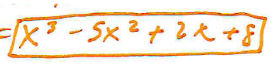 = x³ - 5x² + 2x + 8